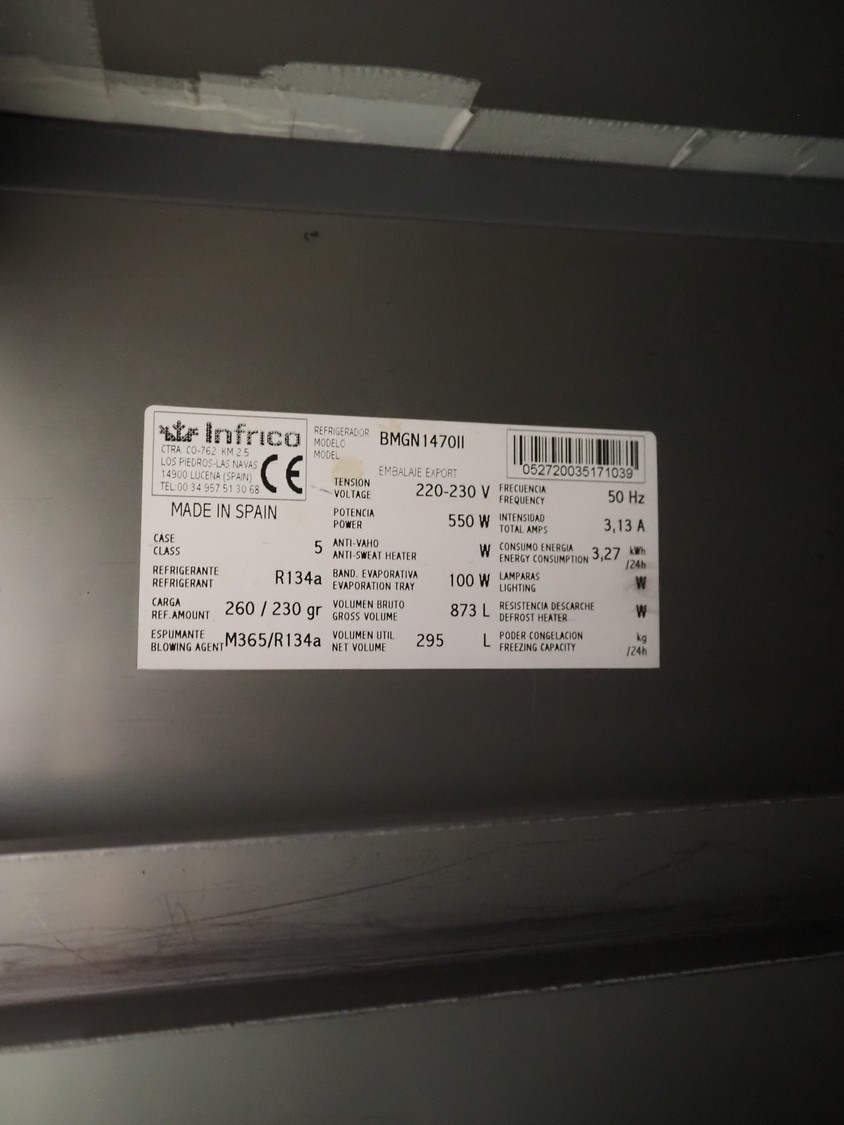 Infrico
CTRA. CO-762 KM 2.5
LOS PIEDROS-LAS NAVAS
14900 LUCENA (SPAIN)
TEL:00 34 957 51 30 68
CE
MADE IN SPAIN
REFRIGERADOR
MODELO
MODEL
BMGN1470II
EMBALAJE EXPORT
052720035171039
TENSION
VOLTAGE
220-230 V
FRECUENCIA
FREQUENCY
50 Hz
POTENCIA
POWER
550 W
INTENSIDAD
TOTAL AMPS
3,13 A
CASE
CLASS
5
ANTI-VAHO
ANTI-SWEAT HEATER
W
CONSUMO ENERGIA
ENERGY CONSUMPTION
3,27 kWh
/24h
REFRIGERANTE
REFRIGERANT
R134a
BAND. EVAPORATIVA
EVAPORATION TRAY
100 W
LAMPARAS
LIGHTING
W
CARGA
REF.AMOUNT
260 / 230 gr
VOLUMEN BRUTO
GROSS VOLUME
873 L
RESISTENCIA DESCARCHE
DEFROST HEATER
W
ESPUMANTE
BLOWING AGENT
M365/R134a
VOLUMEN UTIL
NET VOLUME
295 L
PODER CONGELACION
FREEZING CAPACITY
kg
/24h